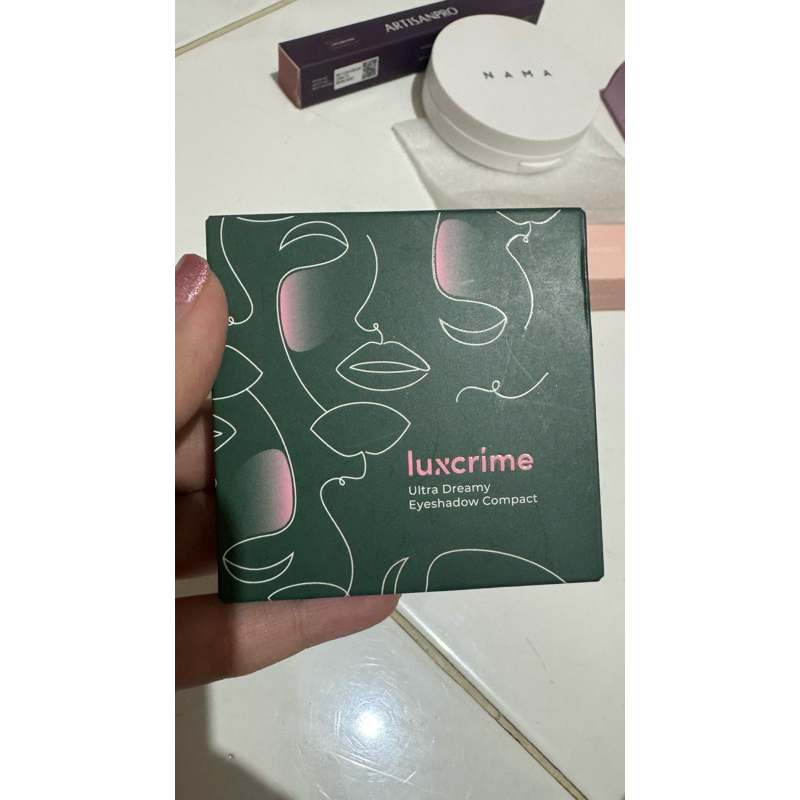 ARTISANPRO
NAMA
luxcrime
Ultra Dreamy
Eyeshadow Compact